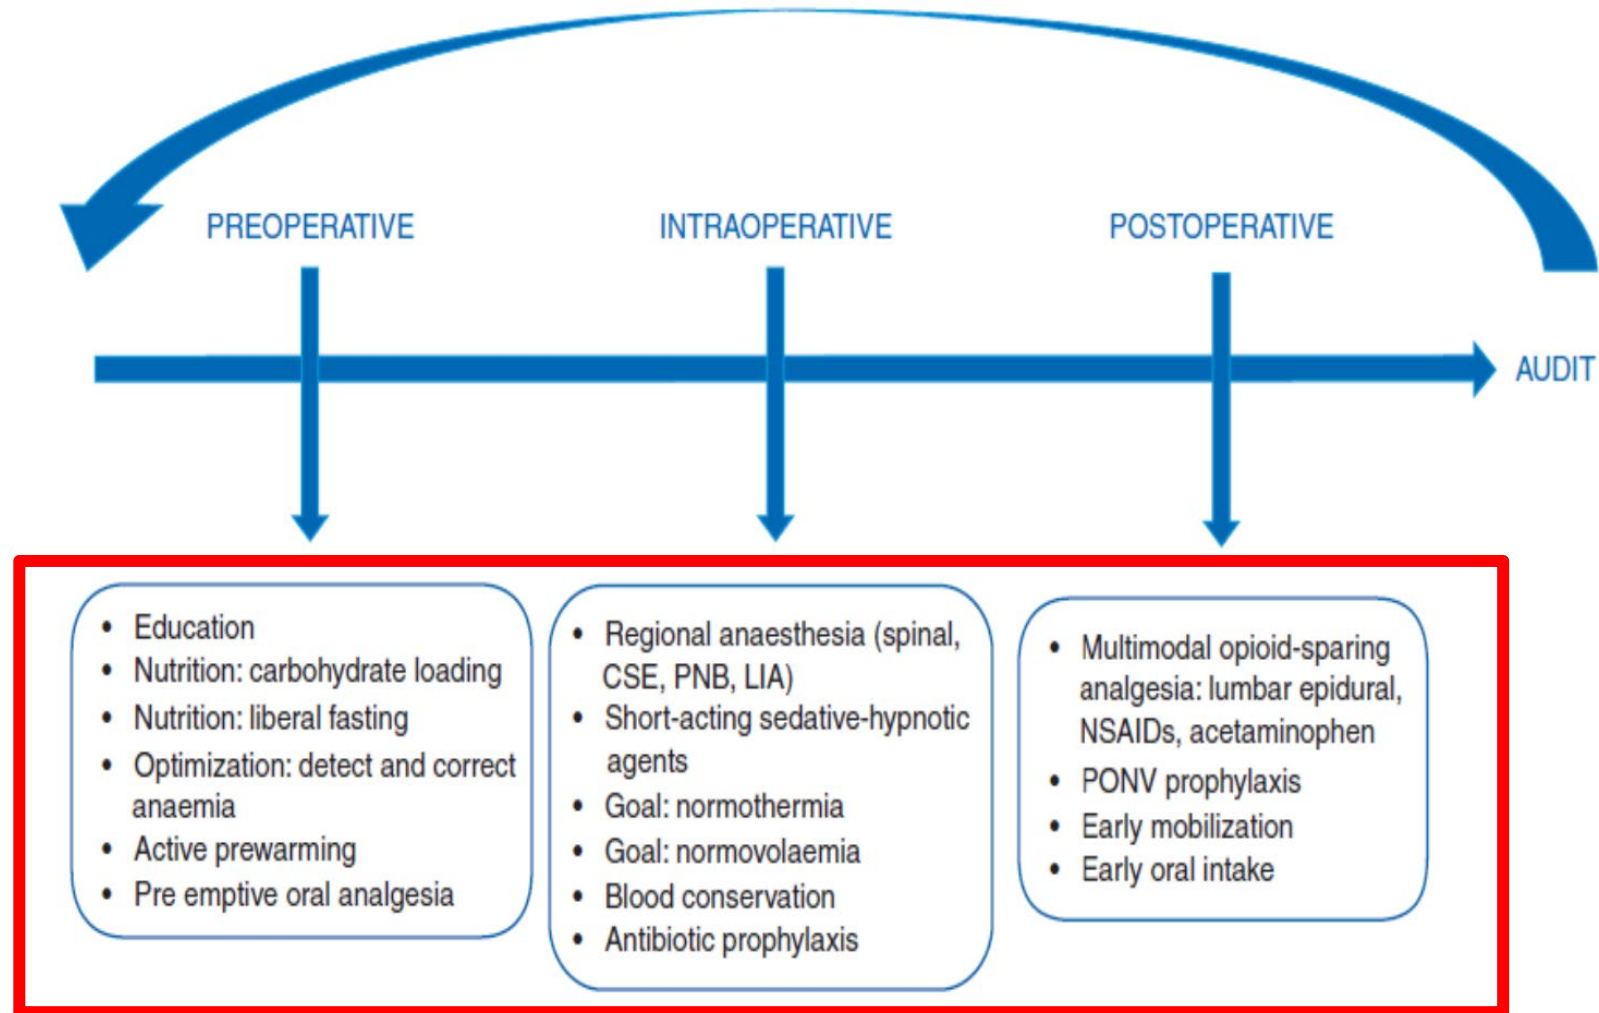 PREOPERATIVE
INTRAOPERATIVE
POSTOPERATIVE
AUDIT
• Education
• Nutrition: carbohydrate loading
• Nutrition: liberal fasting
• Optimization: detect and correct
anaemia
• Active prewarming
• Pre emptive oral analgesia
• Regional anaesthesia (spinal,
CSE, PNB, LIA)
• Short-acting sedative-hypnotic
agents
• Goal: normothermia
• Goal: normovolaemia
• Blood conservation
• Antibiotic prophylaxis
• Multimodal opioid-sparing
analgesia: lumbar epidural,
NSAIDs, acetaminophen
• PONV prophylaxis
• Early mobilization
• Early oral intake